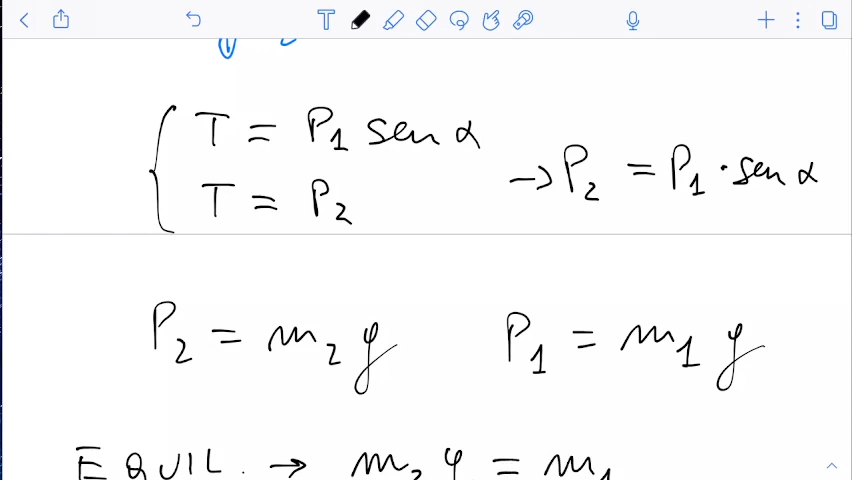 T = P₁ sen α
T = P₂
→ P₂ = P₁ · sen α
P₂ = m₂ g P₁ = m₁ g
EQUIL. → m₂ g = m₁